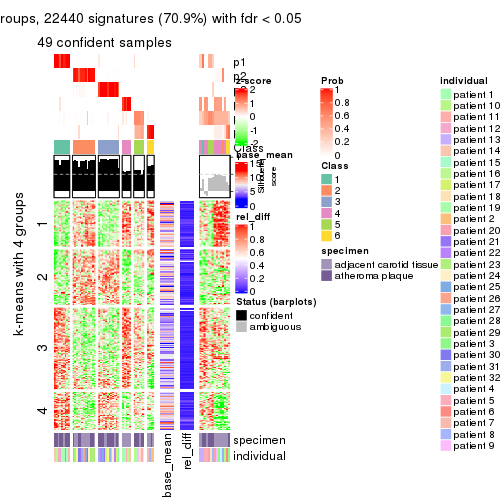 roups, 22440 signatures (70.9%) with fdr < 0.05
49 confident samples
p1
p2
z-score
2
1
0
-1
-2
Class
base_mean
15
10
5
0
Silhouette
score
rel_diff
1
0.8
0.6
0.4
0.2
0
Status (barplots)
confident
ambiguous
Prob
1
0.8
0.6
0.4
0.2
0
Class
1
2
3
4
5
6
specimen
adjacent carotid tissue
atheroma plaque
individual
patient 1
patient 10
patient 11
patient 12
patient 13
patient 14
patient 15
patient 16
patient 17
patient 18
patient 19
patient 2
patient 20
patient 21
patient 22
patient 23
patient 24
patient 25
patient 26
patient 27
patient 28
patient 29
patient 3
patient 30
patient 31
patient 32
patient 4
patient 5
patient 6
patient 7
patient 8
patient 9
k-means with 4 groups
1
2
3
4
specimen
individual
base_mean
rel_diff